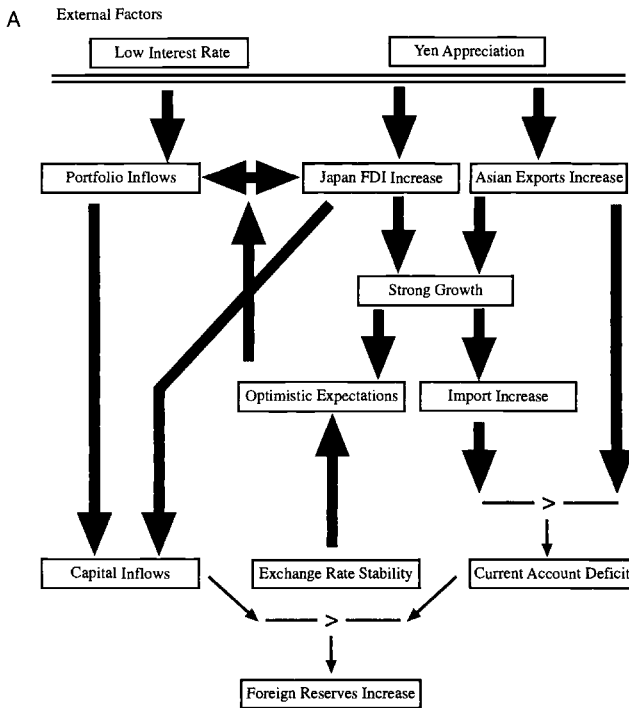 A
External Factors
Low Interest Rate
Yen Appreciation
Portfolio Inflows
Japan FDI Increase
Asian Exports Increase
Strong Growth
Optimistic Expectations
Import Increase
>
Capital Inflows
Exchange Rate Stability
Current Account Deficit
>
Foreign Reserves Increase